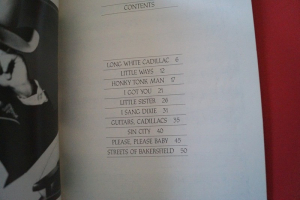 CONTENTS
LONG WHITE CADILLAC 6
LITTLE WAYS 12
HONKY TONK MAN 17
I GOT YOU 21
LITTLE SISTER 26
I SANG DIXIE 31
GUITARS, CADILLACS 35
SIN CITY 40
PLEASE, PLEASE BABY 45
STREETS OF BAKERSFIELD 50